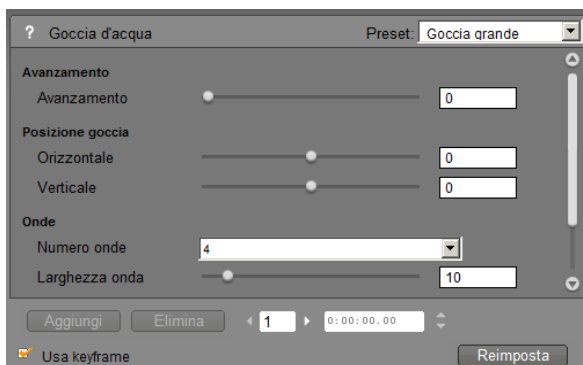 ? Goccia d'acqua Preset: Goccia grande
Avanzamento
Avanzamento 0
Posizione goccia
Orizzontale 0
Verticale 0
Onde
Numero onde 4
Larghezza onda 10
Aggiungi Elimina 1 0:00:00.00
Usa keyframe Reimposta